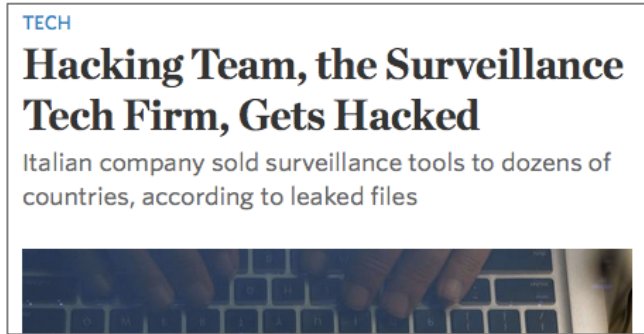 TECH
Hacking Team, the Surveillance
Tech Firm, Gets Hacked
Italian company sold surveillance tools to dozens of
countries, according to leaked files